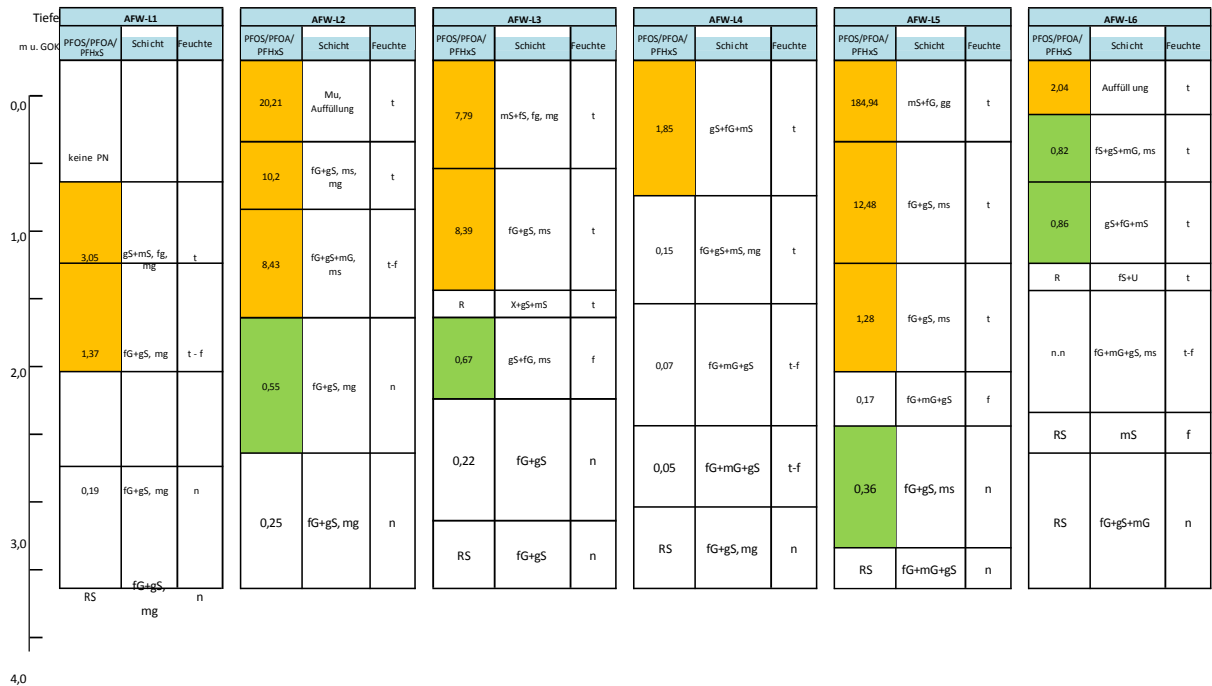 Tiefe
m u. GOK
0,0
1,0
2,0
3,0
4,0
AFW-L1
PFOS/PFOA/
PFHxS
Schicht
Feuchte
keine PN
3,05
gS+mS, fg,
mg
t
1,37
fG+gS, mg
t - f
0,19
fG+gS, mg
n
RS
fG+gS,
mg
n
AFW-L2
PFOS/PFOA/
PFHxS
Schicht
Feuchte
20,21
Mu,
Auffüllung
t
10,2
fG+gS, ms,
mg
t
8,43
fG+gS+mG,
ms
t-f
0,55
fG+gS, mg
n
0,25
fG+gS, mg
n
AFW-L3
PFOS/PFOA/
PFHxS
Schicht
Feuchte
7,79
mS+fS, fg, mg
t
8,39
fG+gS, ms
t
R
X+gS+mS
t
0,67
gS+fG, ms
f
0,22
fG+gS
n
RS
fG+gS
n
AFW-L4
PFOS/PFOA/
PFHxS
Schicht
Feuchte
1,85
gS+fG+mS
t
0,15
fG+gS+mS, mg
t
0,07
fG+mG+gS
t-f
0,05
fG+mG+gS
t-f
RS
fG+gS, mg
n
AFW-L5
PFOS/PFOA/
PFHxS
Schicht
Feuchte
184,94
mS+fG, gg
t
12,48
fG+gS, ms
t
1,28
fG+gS, ms
t
0,17
fG+mG+gS
f
0,36
fG+gS, ms
n
RS
fG+mG+gS
n
AFW-L6
PFOS/PFOA/
PFHxS
Schicht
Feuchte
2,04
Auffüll ung
t
0,82
fS+gS+mG, ms
t
0,86
gS+fG+mS
t
R
fS+U
t
n.n
fG+mG+gS, ms
t-f
RS
mS
f
RS
fG+gS+mG
n